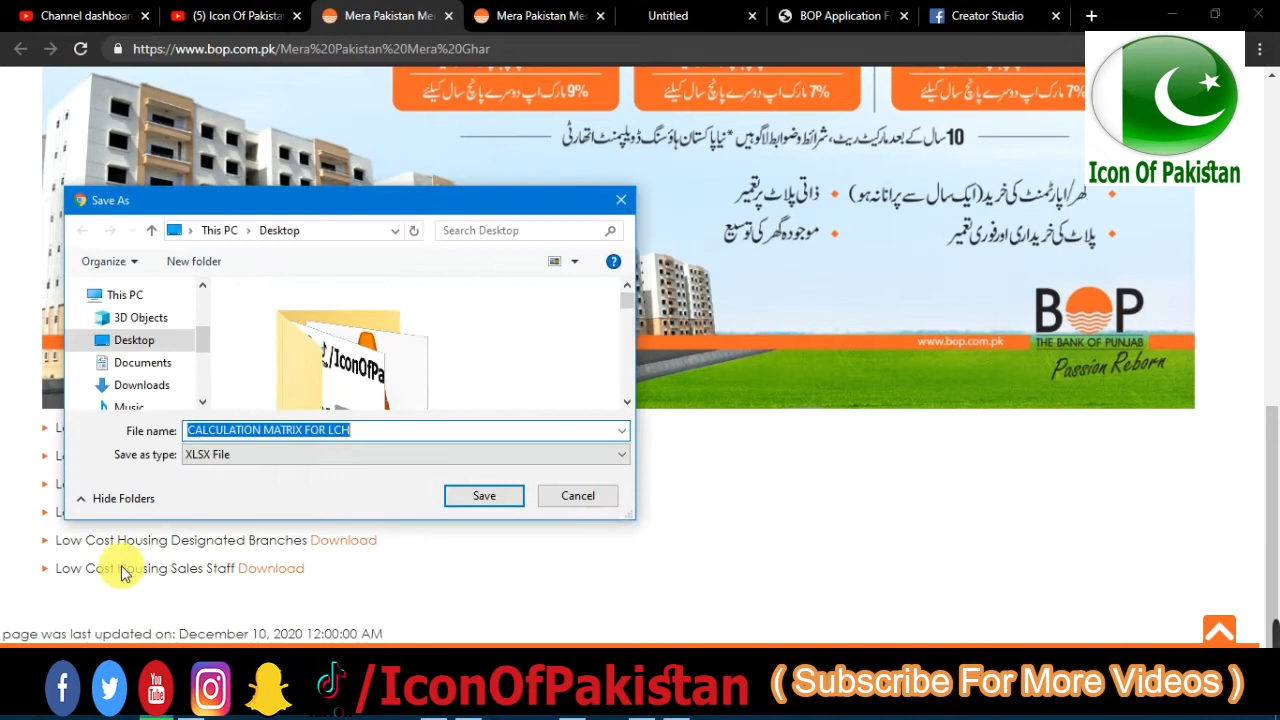 Channel dashboard
(5) Icon Of Pakista
Mera Pakistan Me
Mera Pakistan Me
Untitled
BOP Application F
Creator Studio
https://www.bop.com.pk/Mera%20Pakistan%20Mera%20Ghar
9% مارک اپ دوسرے پانچ سال کیلئے
7% مارک اپ دوسرے پانچ سال کیلئے
7% مارک اپ دوسرے پانچ سال کیلئے
10 سال کے بعد مارکیٹ ریٹ، شرائط و ضوابط لاگو ہیں *نیا پاکستان ہاؤسنگ ڈویلپمنٹ اتھارٹی
گھر/اپارٹمنٹ کی خرید (ایک سال سے پرانا نہ ہو)
ذاتی پلاٹ پر تعمیر
پلاٹ کی خریداری اور فوری تعمیر
موجودہ گھر کی توسیع
Icon Of Pakistan
BOP
THE BANK OF PUNJAB
Passion Reborn
www.bop.com.pk
Save As
This PC
Desktop
Search Desktop
Organize
New folder
This PC
3D Objects
Desktop
Documents
Downloads
Music
/IconOfPa
File name: CALCULATION MATRIX FOR LCH
Save as type: XLSX File
Hide Folders
Save
Cancel
Low Cost Housing Designated Branches Download
Low Cost Housing Sales Staff Download
page was last updated on: December 10, 2020 12:00:00 AM
You Tube
/IconOfPakistan
( Subscribe For More Videos )